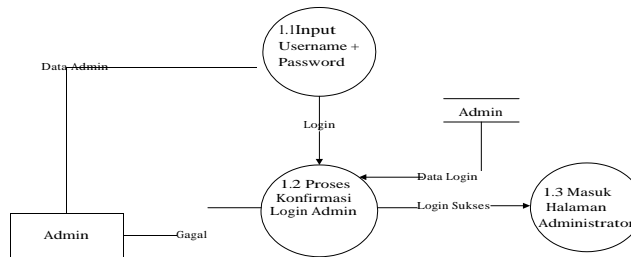 1.1Input
Username +
Password
Data Admin
Login
Admin
Data Login
1.2 Proses
Konfirmasi
Login Admin
Login Sukses
1.3 Masuk
Halaman
Administrator
Admin
Gagal